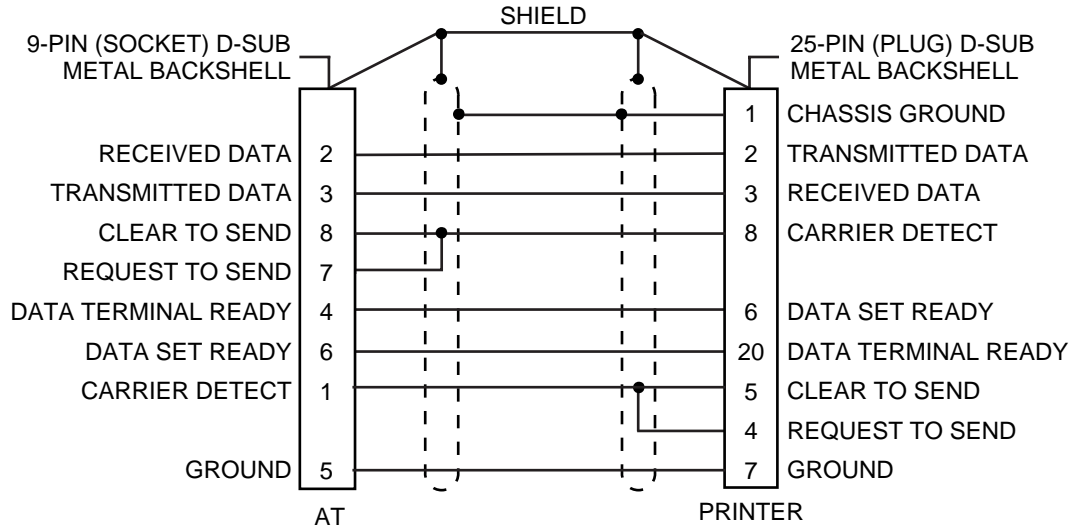 SHIELD
9-PIN (SOCKET) D-SUB
METAL BACKSHELL
25-PIN (PLUG) D-SUB
METAL BACKSHELL
1 CHASSIS GROUND
RECEIVED DATA 2 2 TRANSMITTED DATA
TRANSMITTED DATA 3 3 RECEIVED DATA
CLEAR TO SEND 8 8 CARRIER DETECT
REQUEST TO SEND 7
DATA TERMINAL READY 4 6 DATA SET READY
DATA SET READY 6 20 DATA TERMINAL READY
CARRIER DETECT 1 5 CLEAR TO SEND
4 REQUEST TO SEND
GROUND 5 7 GROUND
AT PRINTER